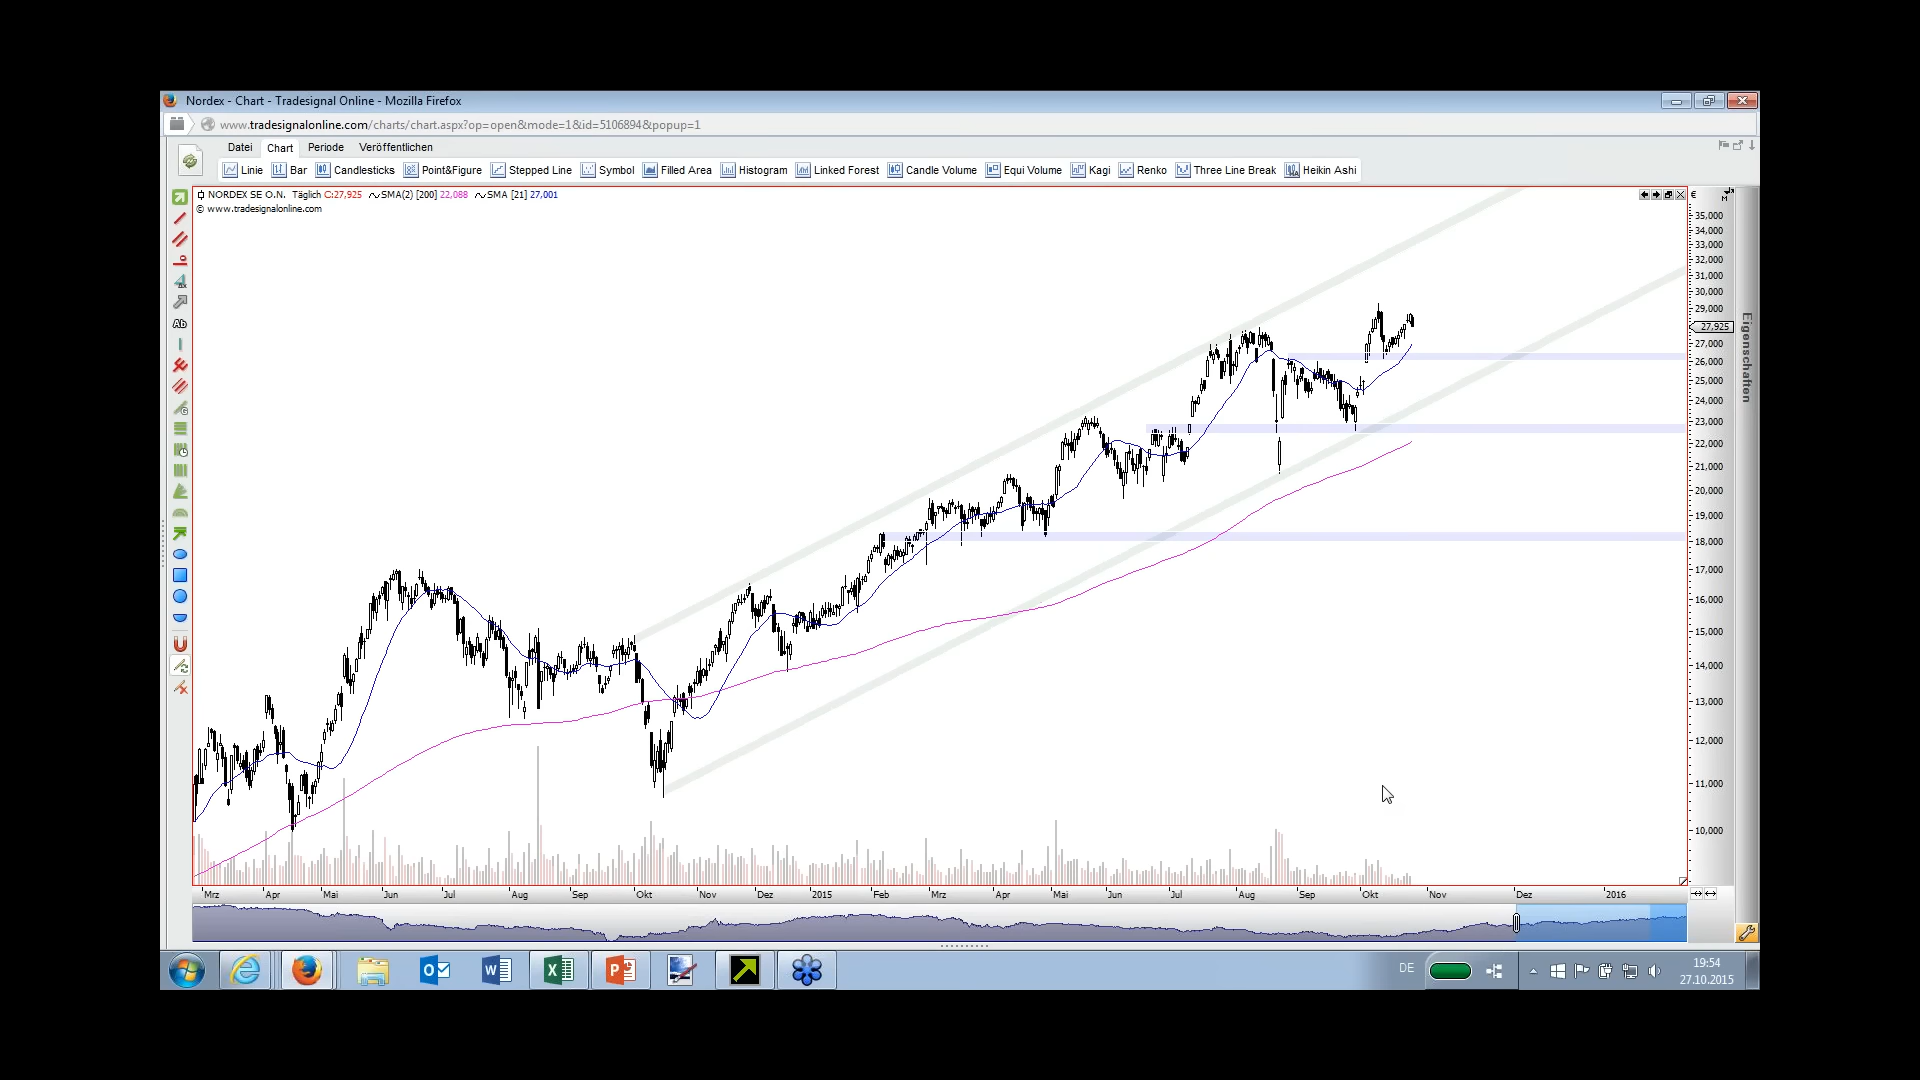 Nordex - Chart - Tradesignal Online - Mozilla Firefox
www.tradesignalonline.com/charts/chart.aspx?op=open&mode=1&id=5106894&popup=1
Datei Chart Periode Veröffentlichen
Linie Bar Candlesticks Point&Figure Stepped Line Symbol Filled Area Histogram Linked Forest Candle Volume Equi Volume Kagi Renko Three Line Break Heikin Ashi
NORDEX SE O.N. Täglich C:27,925 SMA(2) [200] 22,088 SMA [21] 27,001
© www.tradesignalonline.com
€
35,000
34,000
33,000
32,000
31,000
30,000
29,000
27,925
27,000
26,000
25,000
24,000
23,000
22,000
21,000
20,000
19,000
18,000
17,000
16,000
15,000
14,000
13,000
12,000
11,000
10,000
Eigenschaften
Ab
Mrz Apr Mai Jun Jul Aug Sep Okt Nov Dez 2015 Feb Mrz Apr Mai Jun Jul Aug Sep Okt Nov Dez 2016
DE
19:54
27.10.2015